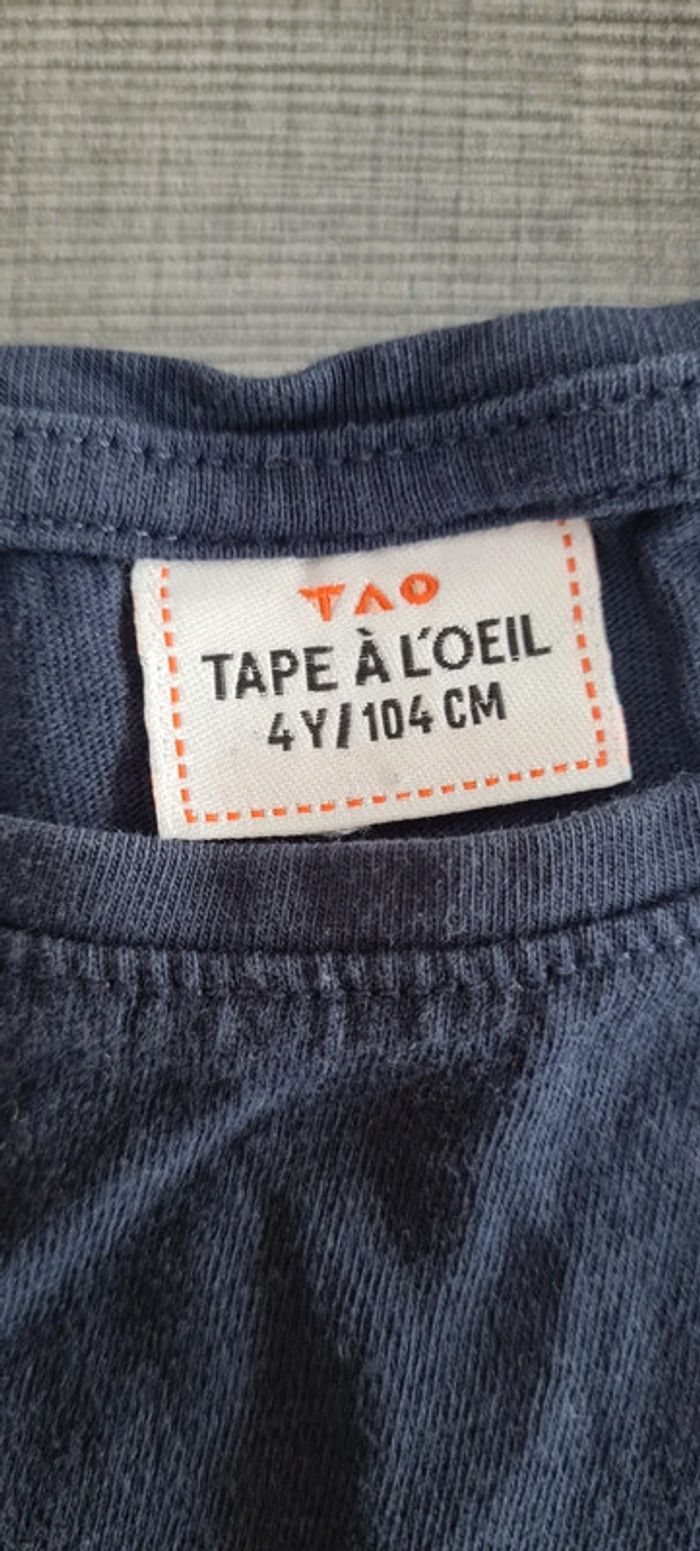 TAO
TAPE À L'OEIL
4Y/104 CM